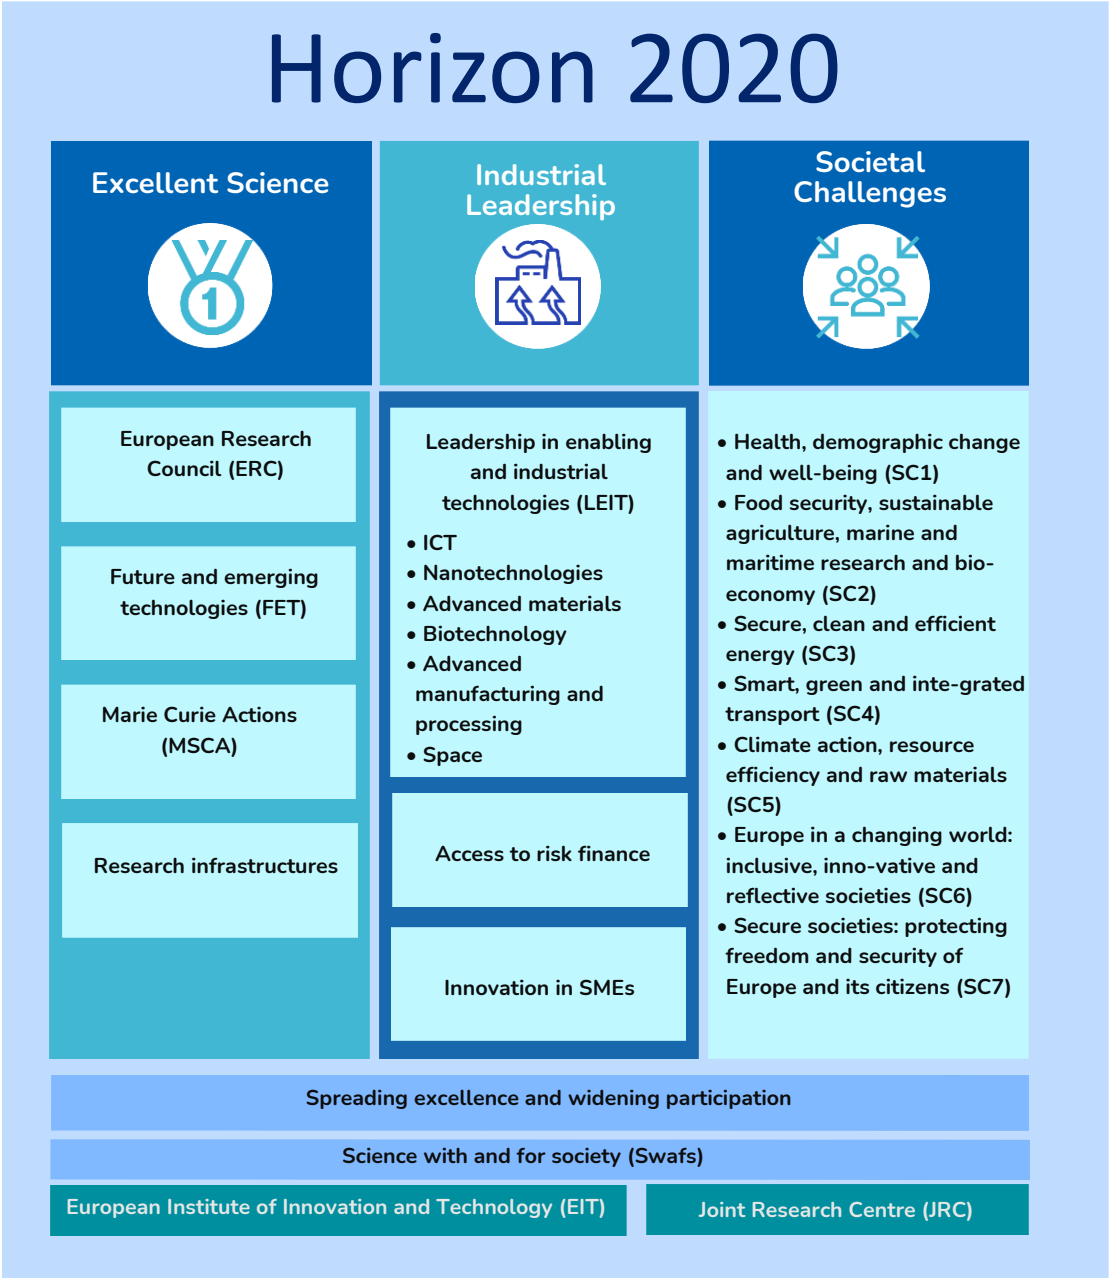 Horizon 2020
Excellent Science
1
Industrial
Leadership
Societal
Challenges
European Research
Council (ERC)
Future and emerging
technologies (FET)
Marie Curie Actions
(MSCA)
Research infrastructures
Leadership in enabling
and industrial
technologies (LEIT)
• ICT
• Nanotechnologies
• Advanced materials
• Biotechnology
• Advanced
manufacturing and
processing
• Space
Access to risk finance
Innovation in SMEs
• Health, demographic change
and well-being (SC1)
• Food security, sustainable
agriculture, marine and
maritime research and bio-
economy (SC2)
• Secure, clean and efficient
energy (SC3)
• Smart, green and inte-grated
transport (SC4)
• Climate action, resource
efficiency and raw materials
(SC5)
• Europe in a changing world:
inclusive, inno-vative and
reflective societies (SC6)
• Secure societies: protecting
freedom and security of
Europe and its citizens (SC7)
Spreading excellence and widening participation
Science with and for society (Swafs)
European Institute of Innovation and Technology (EIT)
Joint Research Centre (JRC)